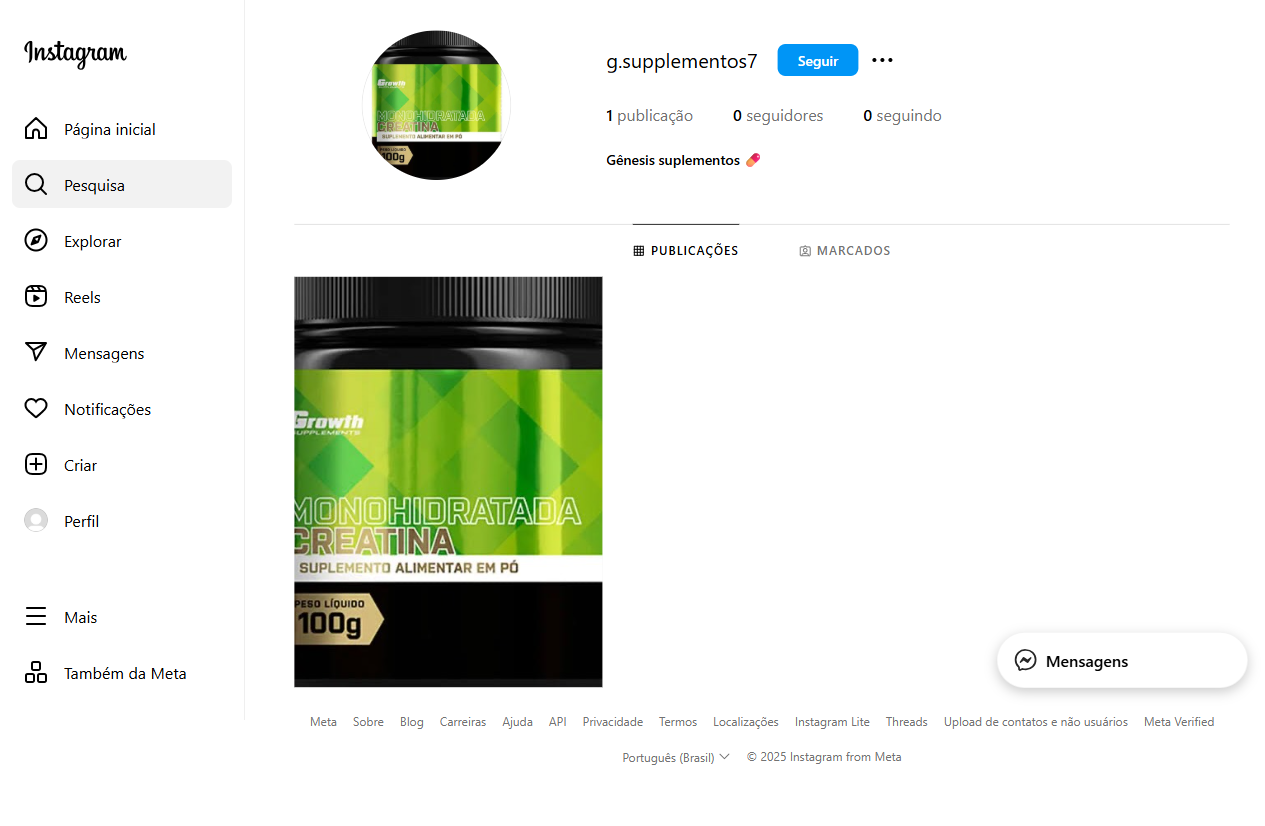 Instagram
Página inicial
Pesquisa
Explorar
Reels
Mensagens
Notificações
Criar
Perfil
Mais
Também da Meta
Growth
MONOHIDRATADA
CREATINA
SUPLEMENTO ALIMENTAR EM PÓ
PESO LÍQUIDO
100g
g.supplementos7 Seguir
1 publicação 0 seguidores 0 seguindo
Gênesis suplementos
PUBLICAÇÕES MARCADOS
Growth
SUPPLEMENTS
MONOHIDRATADA
CREATINA
SUPLEMENTO ALIMENTAR EM PÓ
PESO LÍQUIDO
100g
Mensagens
Meta Sobre Blog Carreiras Ajuda API Privacidade Termos Localizações Instagram Lite Threads Upload de contatos e não usuários Meta Verified
Português (Brasil) © 2025 Instagram from Meta